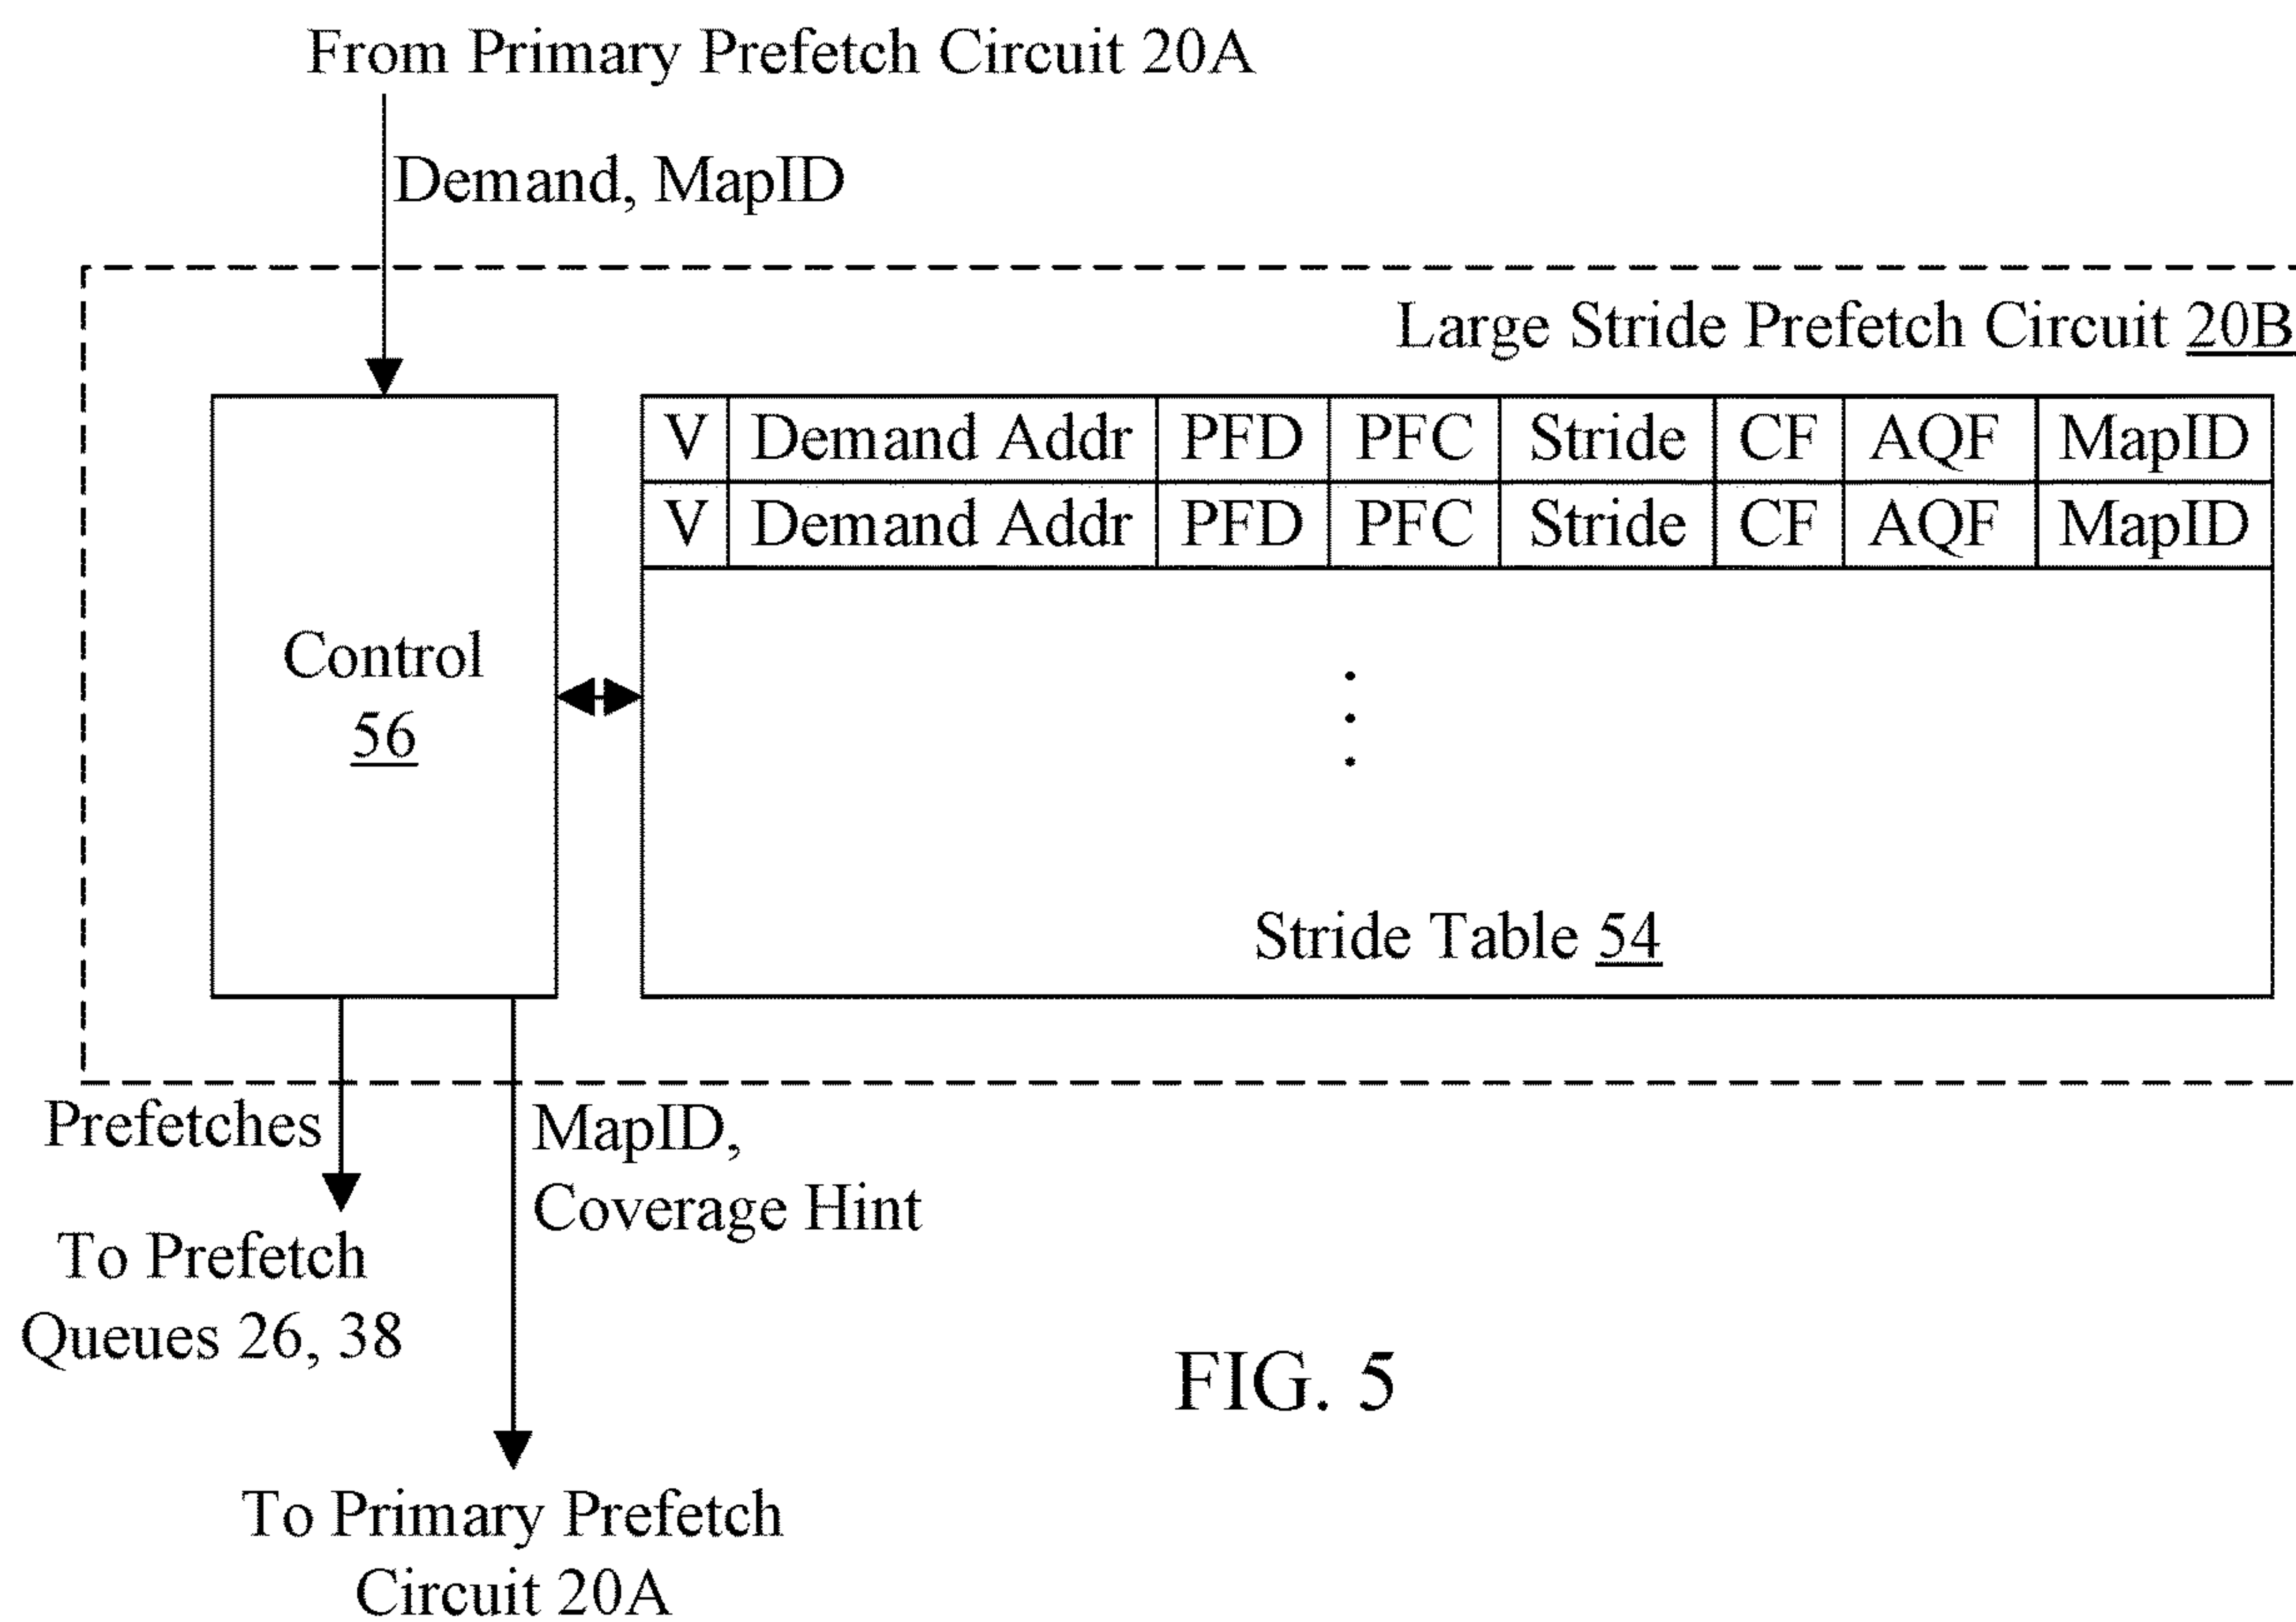 From Primary Prefetch Circuit 20A
Demand, MapID
Large Stride Prefetch Circuit 20B
V Demand Addr PFD PFC Stride CF AQF MapID
V Demand Addr PFD PFC Stride CF AQF MapID
Control
56
Stride Table 54
Prefetches
MapID,
Coverage Hint
To Prefetch
Queues 26, 38
FIG. 5
To Primary Prefetch
Circuit 20A